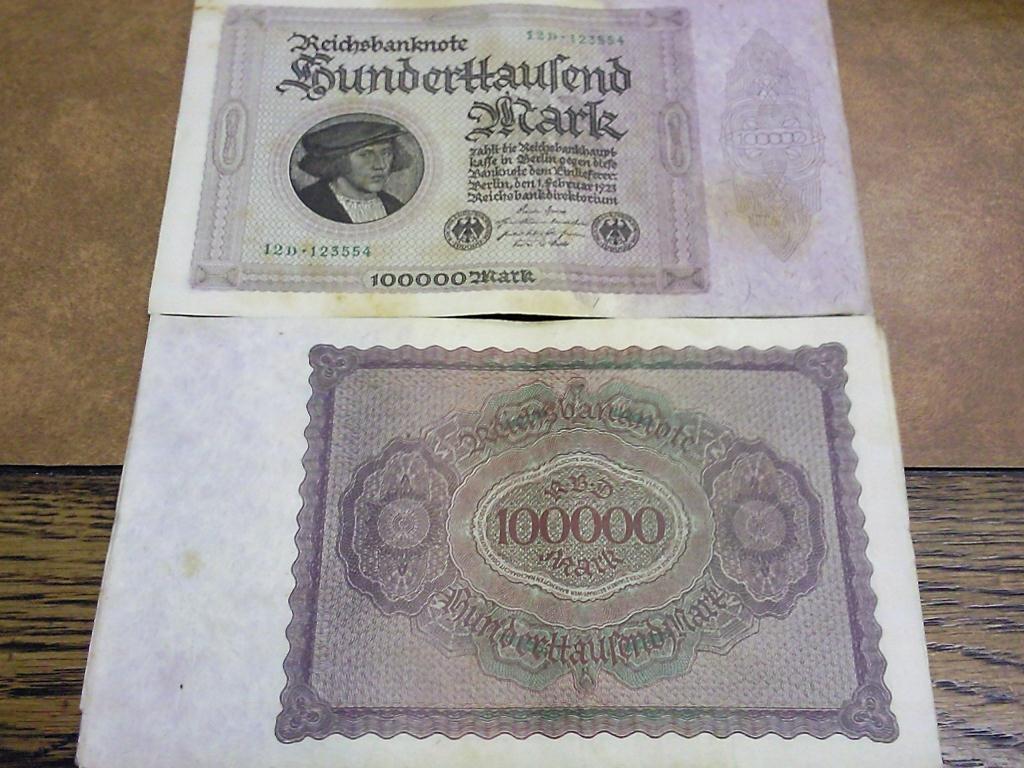 Reichsbanknote
12D·123554
Hunderttausend
Mark
zahlt die Reichsbankhaupt-
kasse in Berlin gegen diese
Banknote dem Einlieferer.
Berlin, den 1. Februar 1923
Reichsbankdirektorium
12D·123554
100000 Mark
Reichsbanknote
RBD
100000
Mark
Hunderttausend Mark